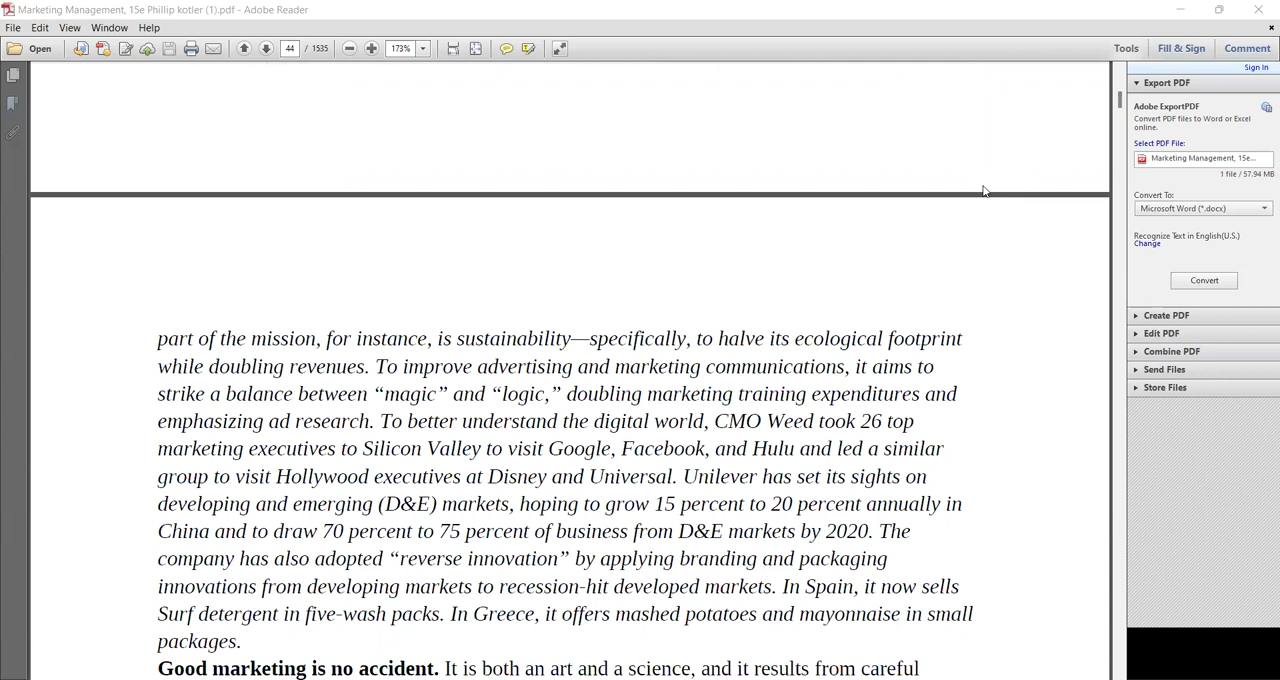 Marketing Management, 15e Phillip kotler (1).pdf - Adobe Reader
File Edit View Window Help
Open 44 / 1535 173% Tools Fill & Sign Comment
Sign In
Export PDF
Adobe ExportPDF
Convert PDF files to Word or Excel
online.
Select PDF File:
Marketing Management, 15e...
1 file / 57.94 MB
Convert To:
Microsoft Word (*.docx)
Recognize Text in English(U.S.)
Change
Convert
Create PDF
Edit PDF
Combine PDF
Send Files
Store Files
part of the mission, for instance, is sustainability—specifically, to halve its ecological footprint
while doubling revenues. To improve advertising and marketing communications, it aims to
strike a balance between “magic” and “logic,” doubling marketing training expenditures and
emphasizing ad research. To better understand the digital world, CMO Weed took 26 top
marketing executives to Silicon Valley to visit Google, Facebook, and Hulu and led a similar
group to visit Hollywood executives at Disney and Universal. Unilever has set its sights on
developing and emerging (D&E) markets, hoping to grow 15 percent to 20 percent annually in
China and to draw 70 percent to 75 percent of business from D&E markets by 2020. The
company has also adopted “reverse innovation” by applying branding and packaging
innovations from developing markets to recession-hit developed markets. In Spain, it now sells
Surf detergent in five-wash packs. In Greece, it offers mashed potatoes and mayonnaise in small
packages.
Good marketing is no accident. It is both an art and a science, and it results from careful